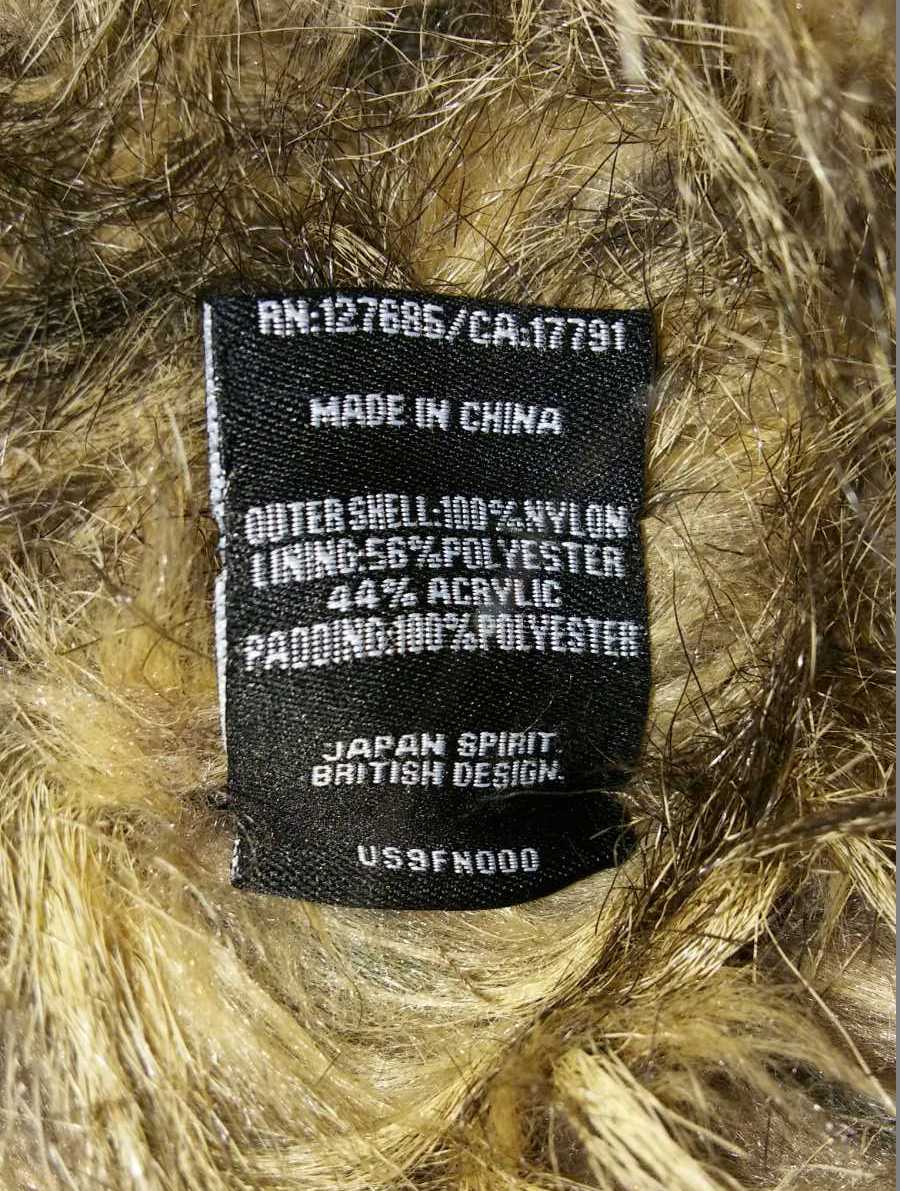 RN:127685/CA:17791
MADE IN CHINA
OUTER SHELL:100%NYLON
LINING:56%POLYESTER
44% ACRYLIC
PADDING:100%POLYESTER
JAPAN SPIRIT.
BRITISH DESIGN.
US9FN000